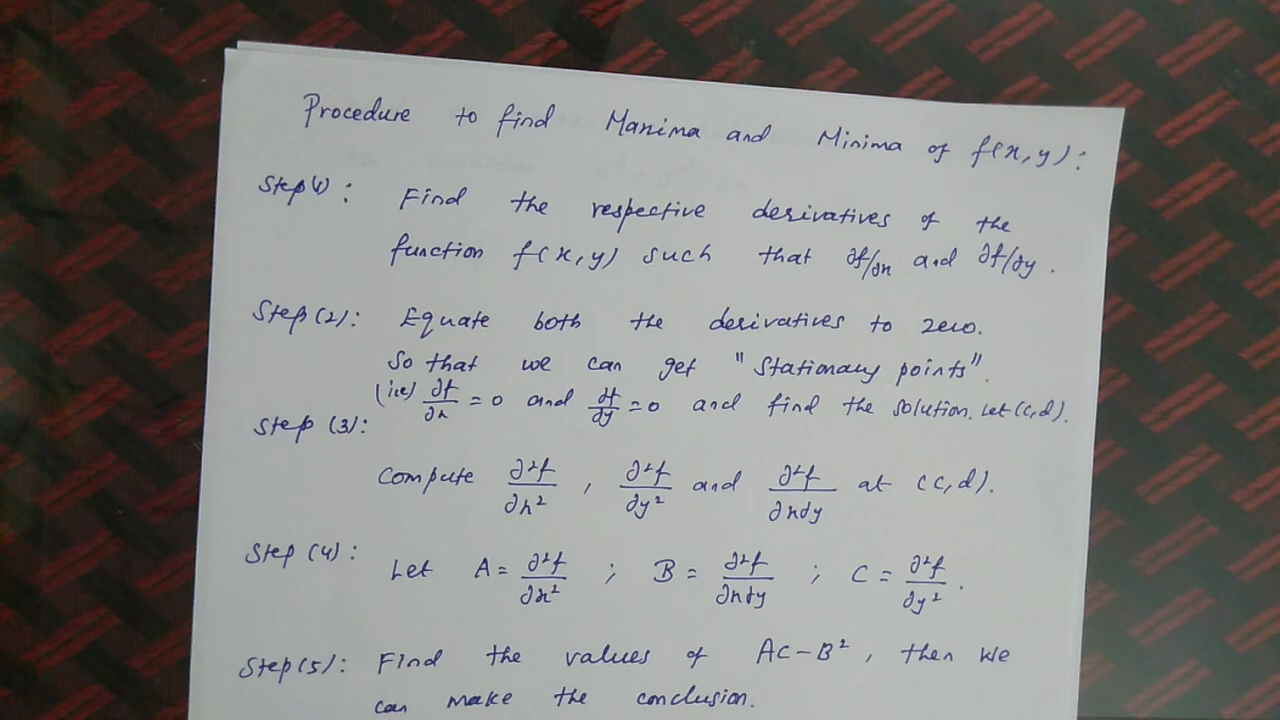 Procedure to find Maxima and Minima of f(x,y):
Step(1): Find the respective derivatives of the
function f(x,y) such that ∂f/∂x and ∂f/∂y.
Step(2): Equate both the derivatives to zero.
So that we can get "Stationary points".
(ie) ∂f/∂x = 0 and ∂f/∂y = 0 and find the solution. Let (c,d).
Step (3):
Compute ∂²f/∂x², ∂²f/∂y² and ∂²f/∂x∂y at (c,d).
Step (4): Let A = ∂²f/∂x² ; B = ∂²f/∂x∂y ; C = ∂²f/∂y².
Step(5): Find the values of AC-B², then we
can make the conclusion.